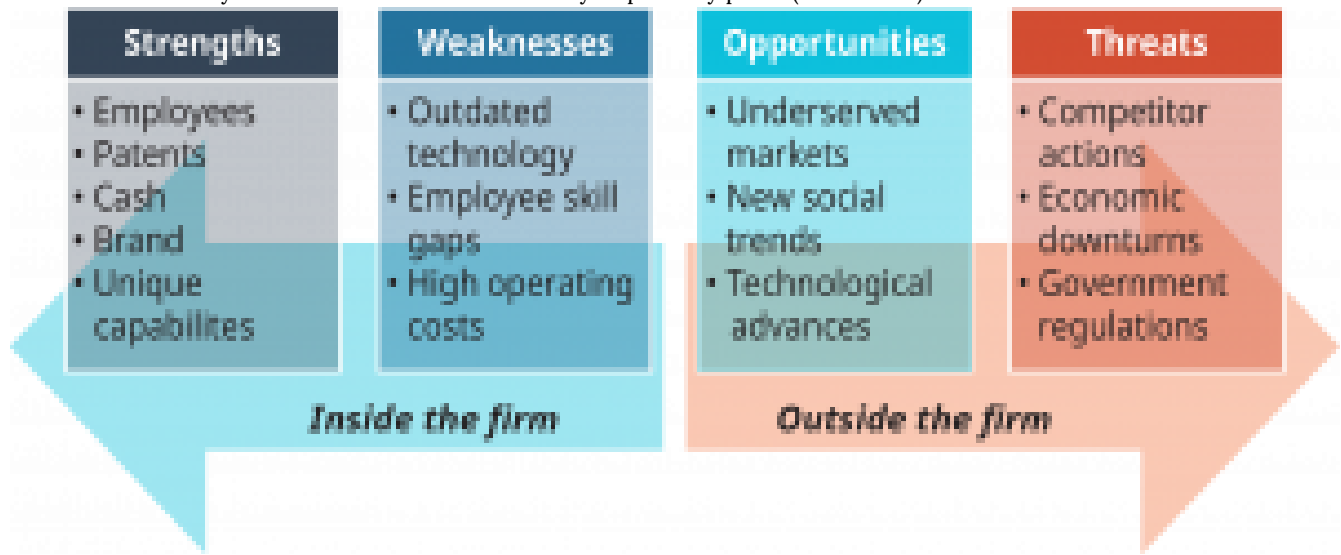 Strengths
• Employees
• Patents
• Cash
• Brand
• Unique
capabilites
Weaknesses
• Outdated
technology
• Employee skill
gaps
• High operating
costs
Opportunities
• Underserved
markets
• New social
trends
• Technological
advances
Threats
• Competitor
actions
• Economic
downturns
• Government
regulations
Inside the firm
Outside the firm